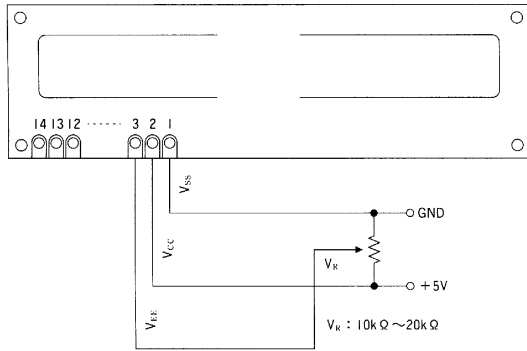 14 13 12 ------ 3 2 1
VSS
GND
VCC
VR
+5V
VEE
VR : 10kΩ～20kΩ